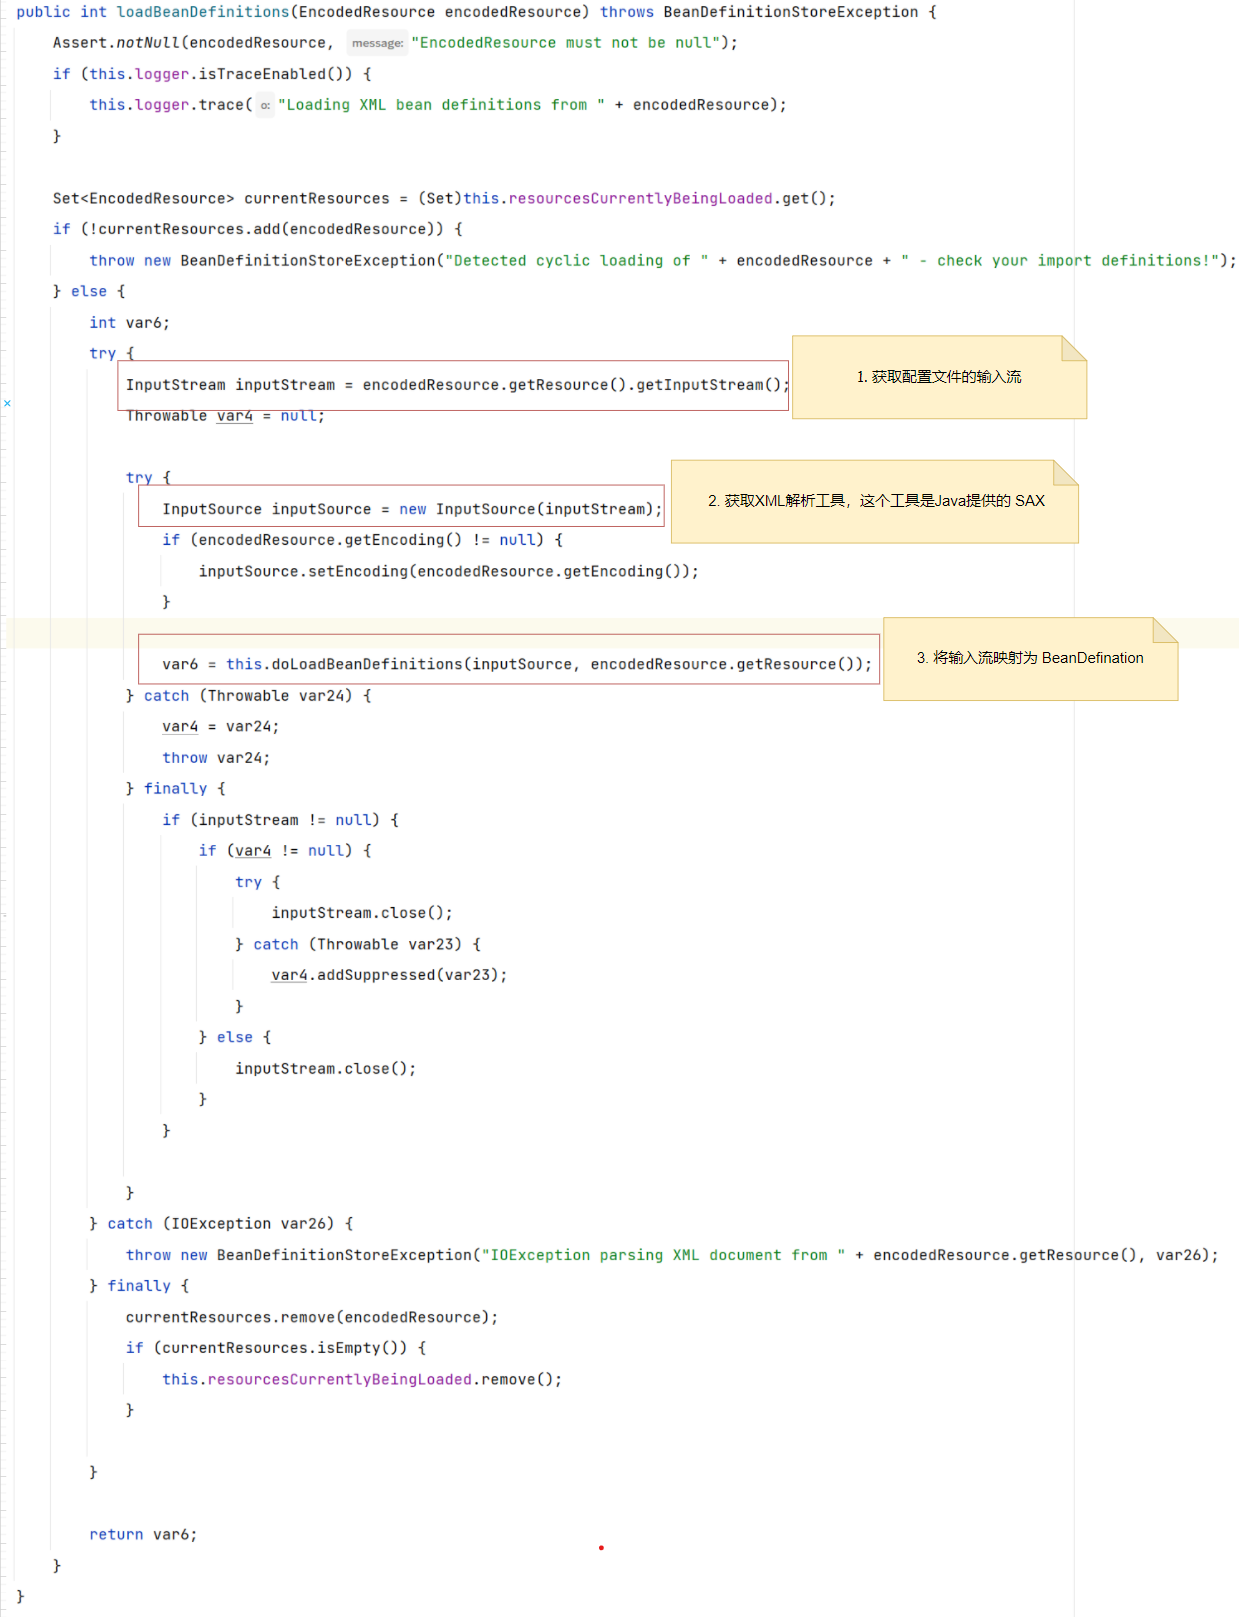 public int loadBeanDefinitions(EncodedResource encodedResource) throws BeanDefinitionStoreException {
Assert.notNull(encodedResource, message: "EncodedResource must not be null");
if (this.logger.isTraceEnabled()) {
this.logger.trace( o: "Loading XML bean definitions from " + encodedResource);
}
Set<EncodedResource> currentResources = (Set)this.resourcesCurrentlyBeingLoaded.get();
if (!currentResources.add(encodedResource)) {
throw new BeanDefinitionStoreException("Detected cyclic loading of " + encodedResource + " - check your import definitions!");
} else {
int var6;
try {
InputStream inputStream = encodedResource.getResource().getInputStream();
1. 获取配置文件的输入流
Throwable var4 = null;
try {
InputSource inputSource = new InputSource(inputStream);
2. 获取XML解析工具，这个工具是Java提供的 SAX
if (encodedResource.getEncoding() != null) {
inputSource.setEncoding(encodedResource.getEncoding());
}
var6 = this.doLoadBeanDefinitions(inputSource, encodedResource.getResource());
3. 将输入流映射为 BeanDefination
} catch (Throwable var24) {
var4 = var24;
throw var24;
} finally {
if (inputStream != null) {
if (var4 != null) {
try {
inputStream.close();
} catch (Throwable var23) {
var4.addSuppressed(var23);
}
} else {
inputStream.close();
}
}
}
} catch (IOException var26) {
throw new BeanDefinitionStoreException("IOException parsing XML document from " + encodedResource.getResource(), var26);
} finally {
currentResources.remove(encodedResource);
if (currentResources.isEmpty()) {
this.resourcesCurrentlyBeingLoaded.remove();
}
}
return var6;
}
}